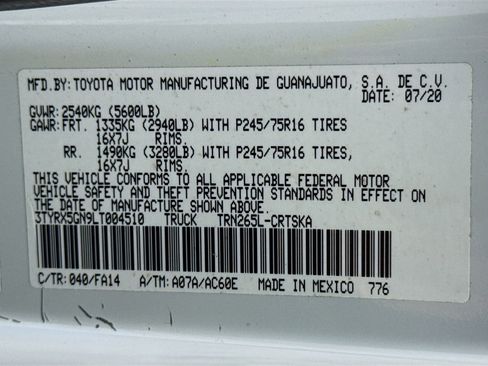 MFD.BY:TOYOTA MOTOR MANUFACTURING DE GUANAJUATO, S.A. DE C.V.
DATE: 07/20
GVWR:2540KG (5600LB)
GAWR:FRT. 1335KG (2940LB) WITH P245/75R16 TIRES
16X7J RIMS.
RR. 1490KG (3280LB) WITH P245/75R16 TIRES,
16X7J RIMS.
THIS VEHICLE CONFORMS TO ALL APPLICABLE FEDERAL MOTOR
VEHICLE SAFETY AND THEFT PREVENTION STANDARDS IN EFFECT ON
THE DATE OF MANUFACTURE SHOWN ABOVE.
3TYRX5GN9LT004510 TRUCK TRN265L-CRTSKA
C/TR:040/FA14 A/TM:A07A/AC60E MADE IN MEXICO 776